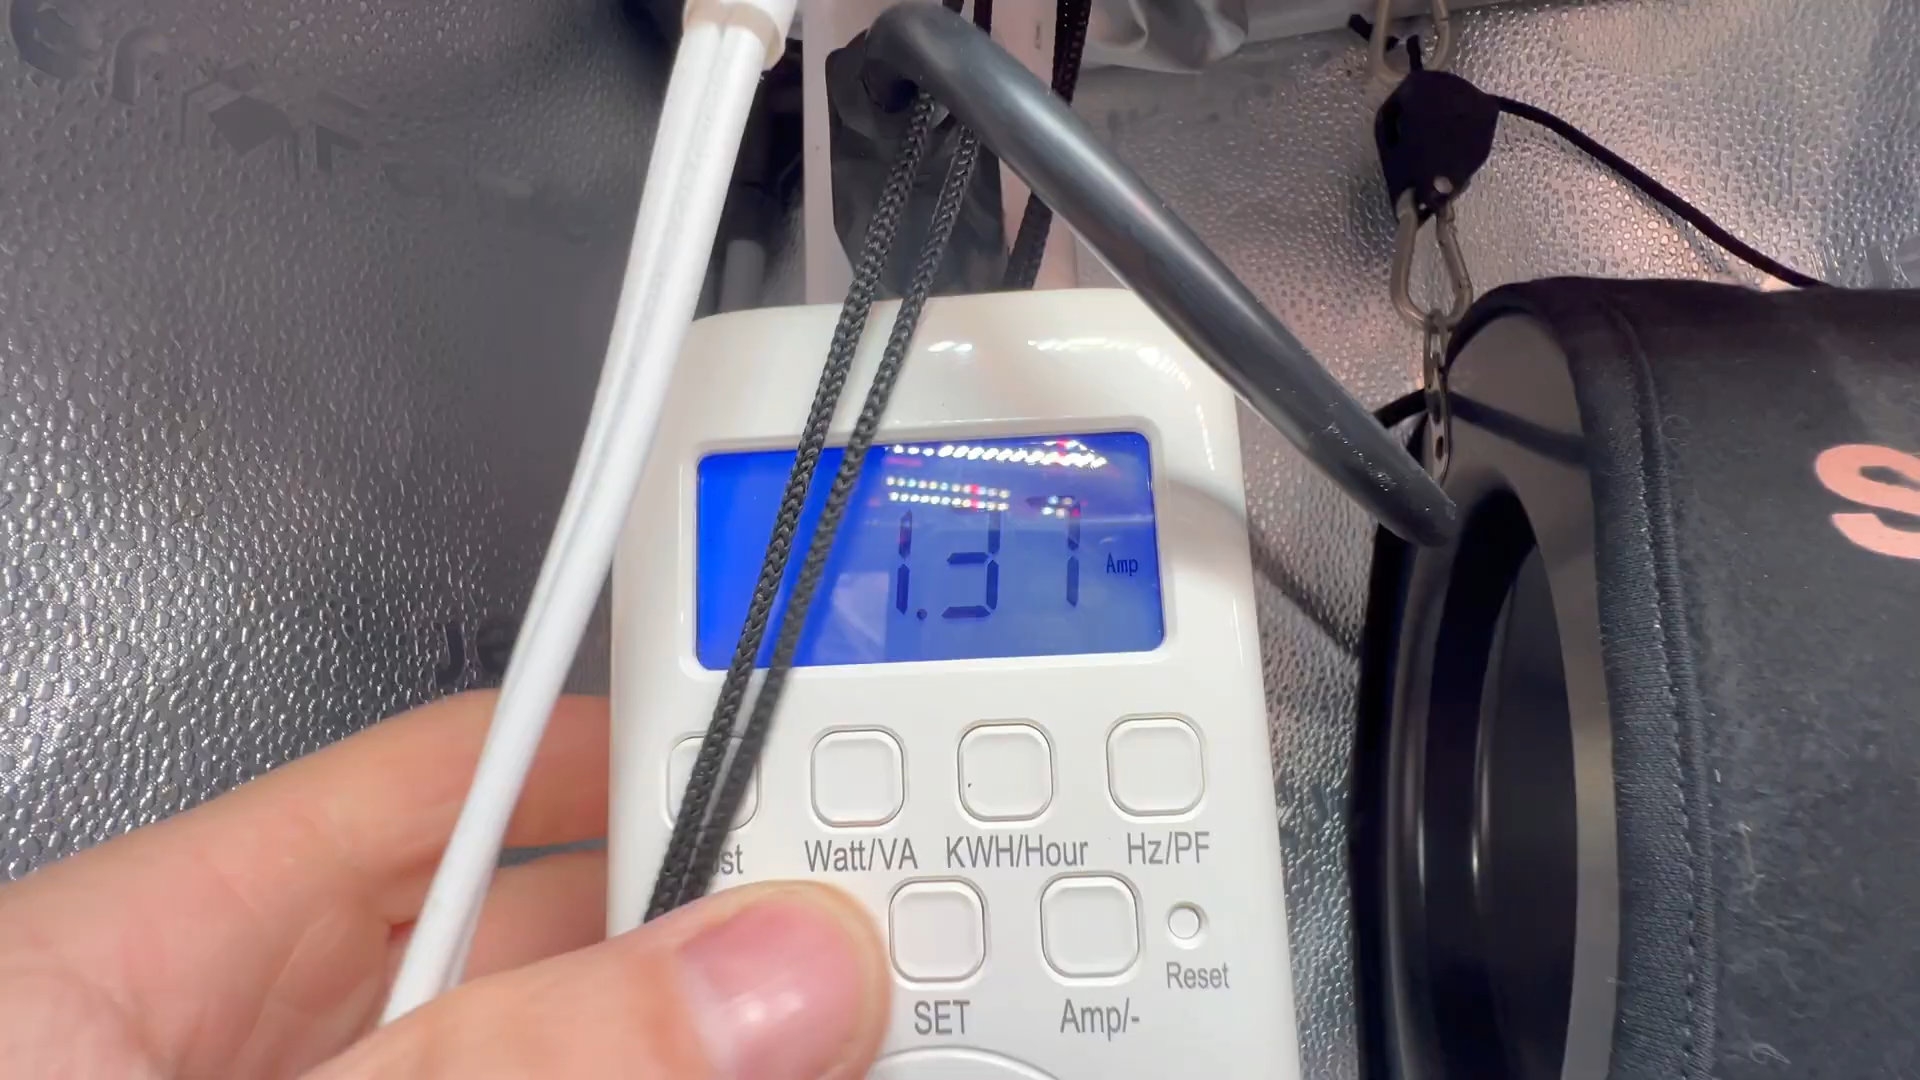 1.37 Amp
Watt/VA KWH/Hour Hz/PF
Reset
SET Amp/-